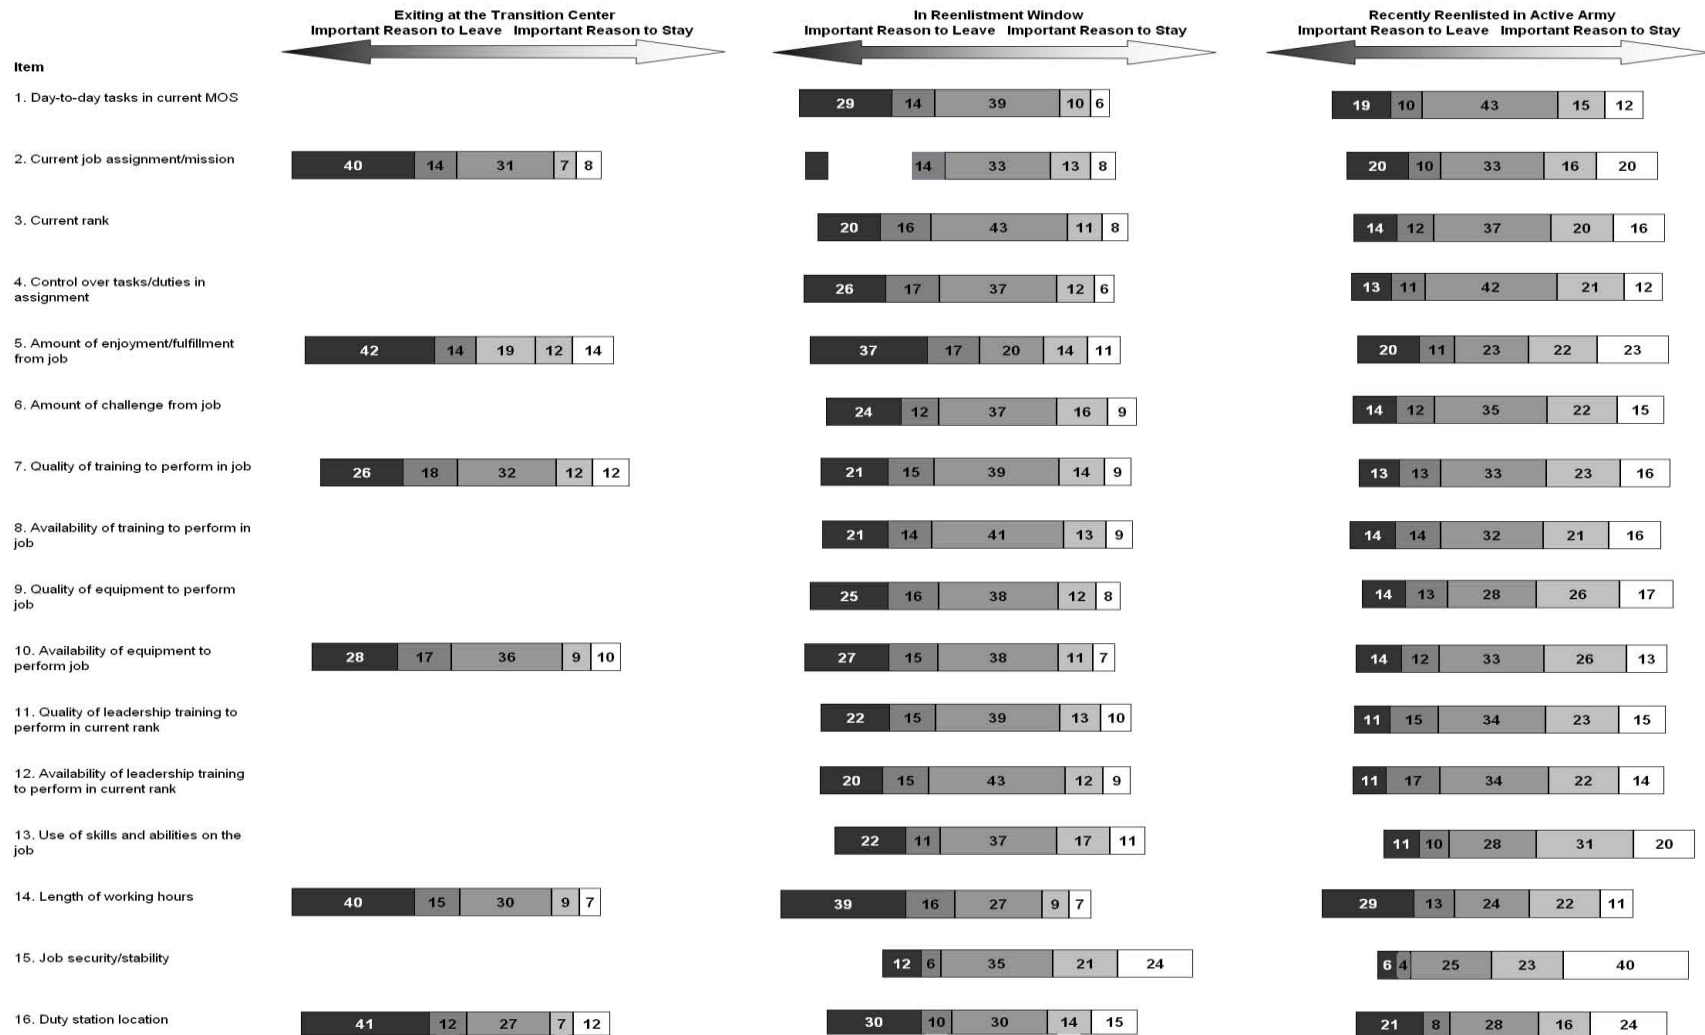 Exiting at the Transition Center
Important Reason to Leave Important Reason to Stay
In Reenlistment Window
Important Reason to Leave Important Reason to Stay
Recently Reenlisted in Active Army
Important Reason to Leave Important Reason to Stay
Item
1. Day-to-day tasks in current MOS
29 14 39 10 6
19 10 43 15 12
2. Current job assignment/mission
40 14 31 7 8
14 33 13 8
20 10 33 16 20
3. Current rank
20 16 43 11 8
14 12 37 20 16
4. Control over tasks/duties in
assignment
26 17 37 12 6
13 11 42 21 12
5. Amount of enjoyment/fulfillment
from job
42 14 19 12 14
37 17 20 14 11
20 11 23 22 23
6. Amount of challenge from job
24 12 37 16 9
14 12 35 22 15
7. Quality of training to perform in job
26 18 32 12 12
21 15 39 14 9
13 13 33 23 16
8. Availability of training to perform in
job
21 14 41 13 9
14 14 32 21 16
9. Quality of equipment to perform
job
25 16 38 12 8
14 13 28 26 17
10. Availability of equipment to
perform job
28 17 36 9 10
27 15 38 11 7
14 12 33 26 13
11. Quality of leadership training to
perform in current rank
22 15 39 13 10
11 15 34 23 15
12. Availability of leadership training
to perform in current rank
20 15 43 12 9
11 17 34 22 14
13. Use of skills and abilities on the
job
22 11 37 17 11
11 10 28 31 20
14. Length of working hours
40 15 30 9 7
39 16 27 9 7
29 13 24 22 11
15. Job security/stability
12 6 35 21 24
6 4 25 23 40
16. Duty station location
41 12 27 7 12
30 10 30 14 15
21 8 28 16 24